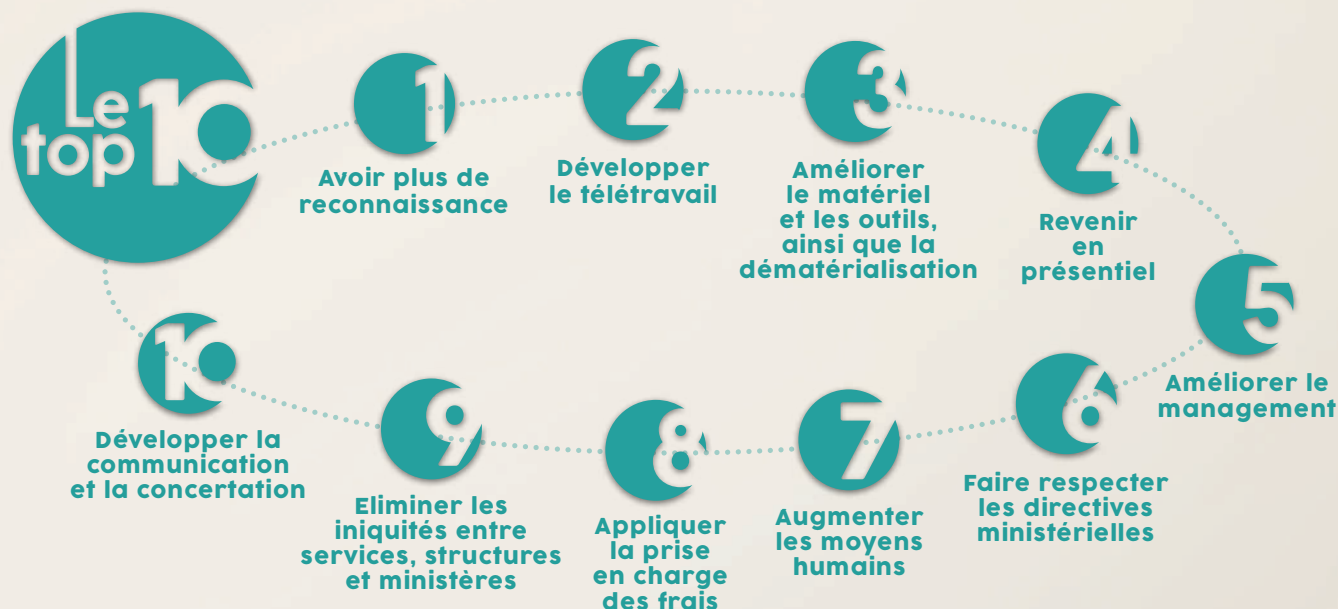 Le
top 10
1
Avoir plus de
reconnaissance
2
Développer
le télétravail
3
Améliorer
le matériel
et les outils,
ainsi que la
dématérialisation
4
Revenir
en
présentiel
5
Améliorer le
management
6
Faire respecter
les directives
ministérielles
7
Augmenter
les moyens
humains
8
Appliquer
la prise
en charge
des frais
9
Eliminer les
iniquités entre
services, structures
et ministères
10
Développer la
communication
et la concertation